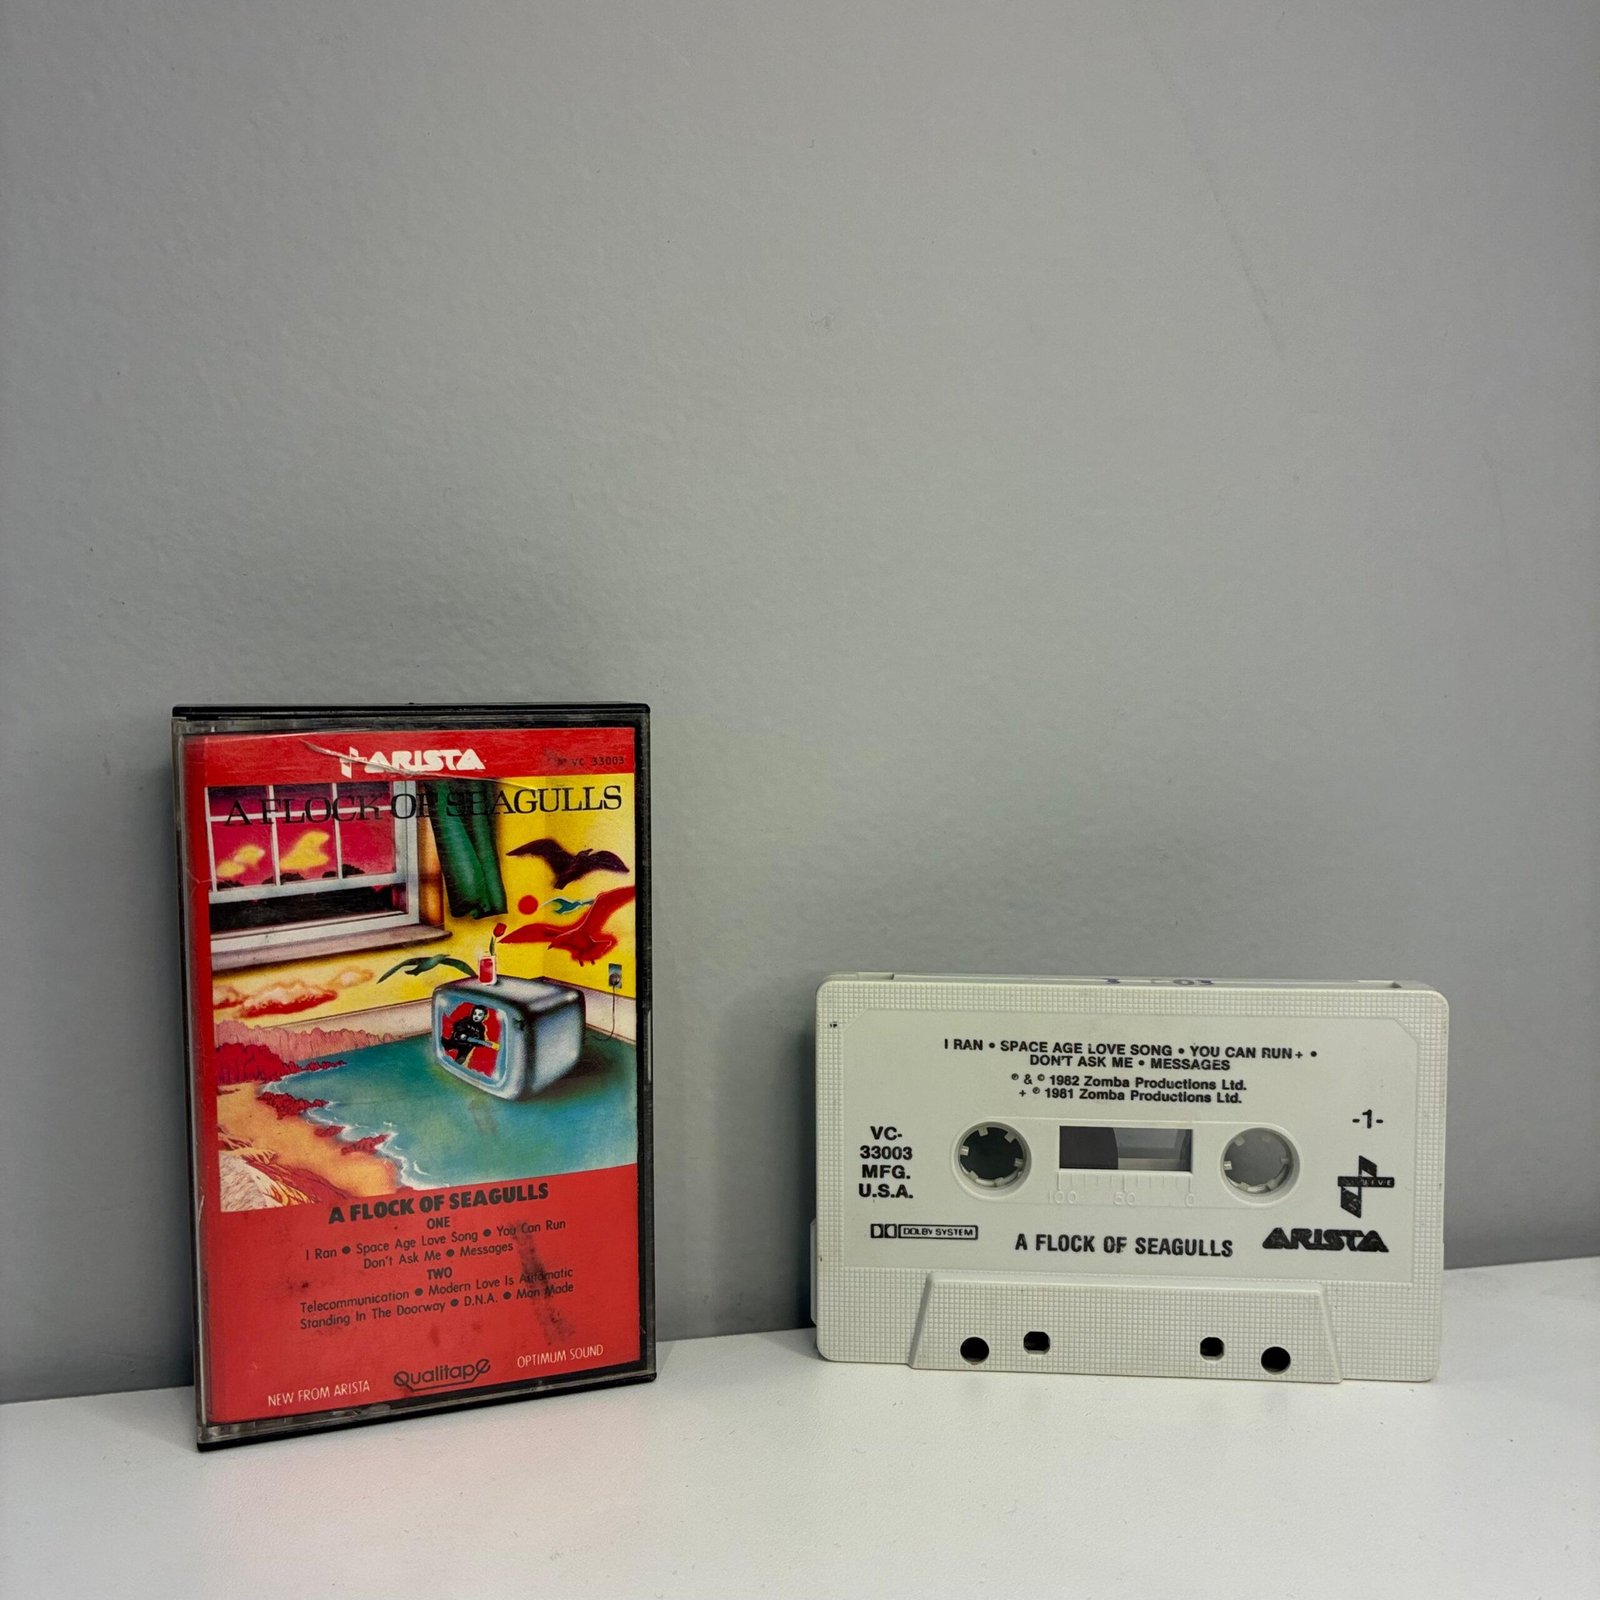 ARISTA
VC 33003
A FLOCK OF SEAGULLS
A FLOCK OF SEAGULLS
ONE
I Ran • Space Age Love Song • You Can Run
Don't Ask Me • Messages
TWO
Telecommunication • Modern Love Is Automatic
Standing In The Doorway • D.N.A. • Man Made
NEW FROM ARISTA
Qualitape
OPTIMUM SOUND
I RAN • SPACE AGE LOVE SONG • YOU CAN RUN+ •
DON'T ASK ME • MESSAGES
℗ & © 1982 Zomba Productions Ltd.
+ ℗ 1981 Zomba Productions Ltd.
VC-
33003
MFG.
U.S.A.
-1-
100 50 0
DOLBY SYSTEM
A FLOCK OF SEAGULLS
ARISTA